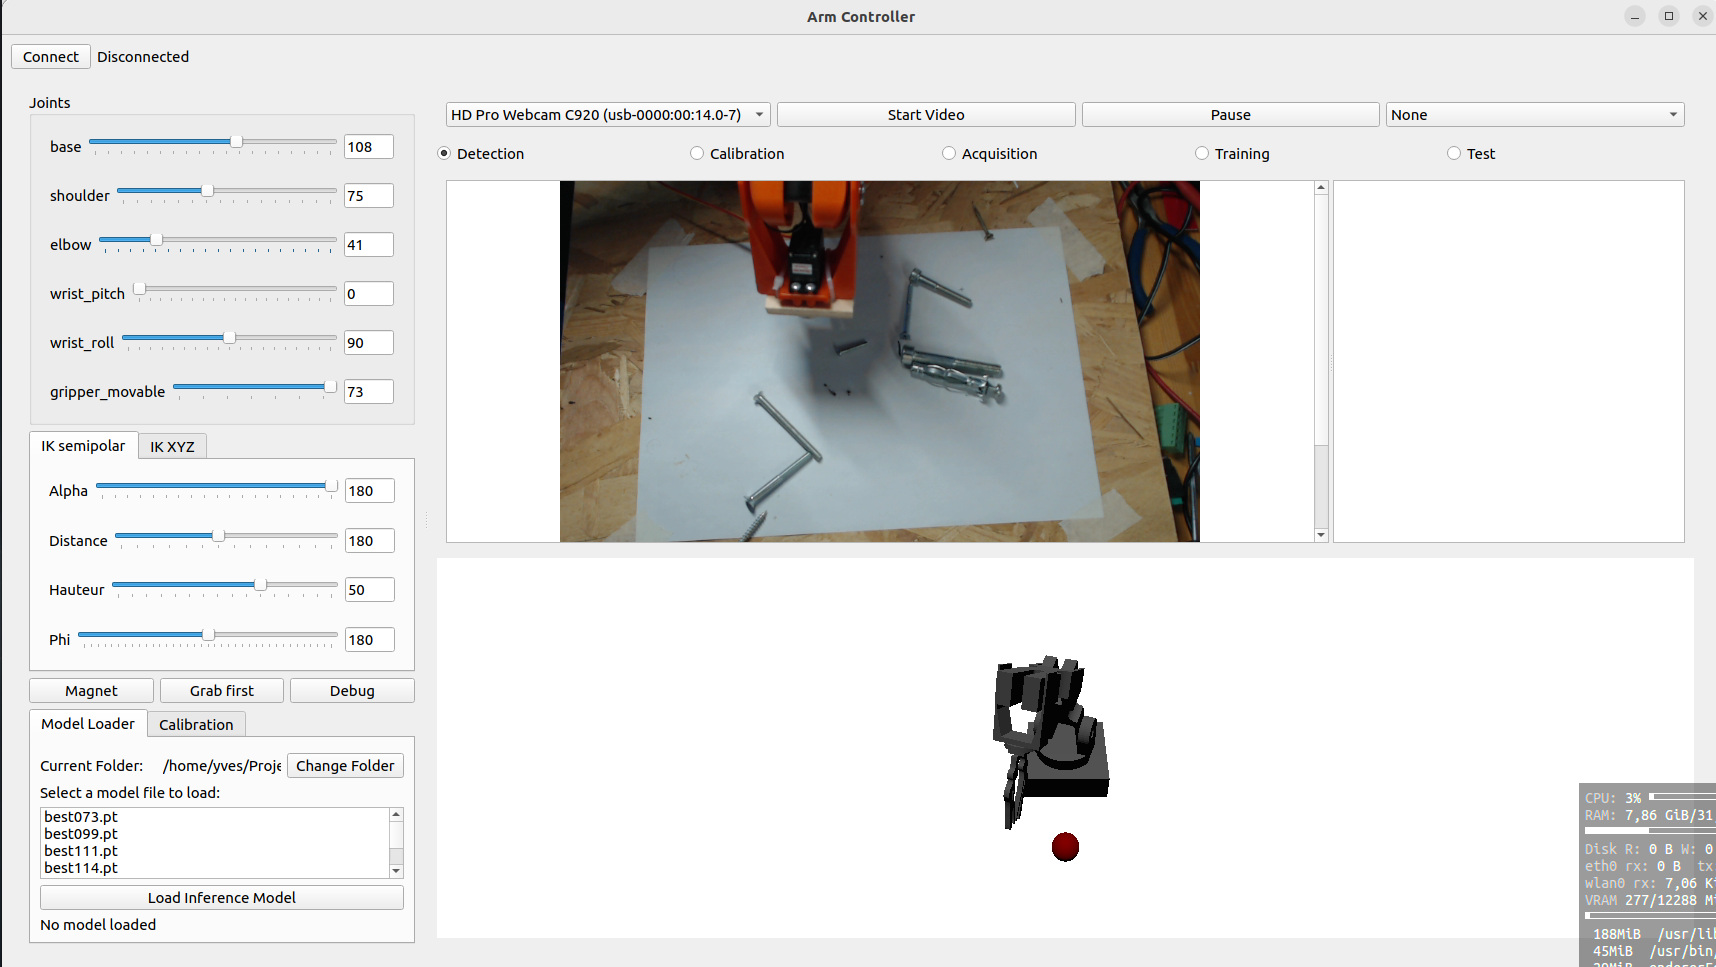 Arm Controller
Connect Disconnected
Joints
base 108
shoulder 75
elbow 41
wrist_pitch 0
wrist_roll 90
gripper_movable 73
IK semipolar IK XYZ
Alpha 180
Distance 180
Hauteur 50
Phi 180
Magnet Grab first Debug
Model Loader Calibration
Current Folder: /home/yves/Proje Change Folder
Select a model file to load:
best073.pt
best099.pt
best111.pt
best114.pt
Load Inference Model
No model loaded
HD Pro Webcam C920 (usb-0000:00:14.0-7) Start Video Pause None
Detection Calibration Acquisition Training Test
CPU: 3%
RAM: 7,86 GiB/31,
Disk R: 0 B W: 0
eth0 rx: 0 B tx:
wlan0 rx: 7,06 Ki
VRAM 277/12288 Mi
188MiB /usr/lib
45MiB /usr/bin/